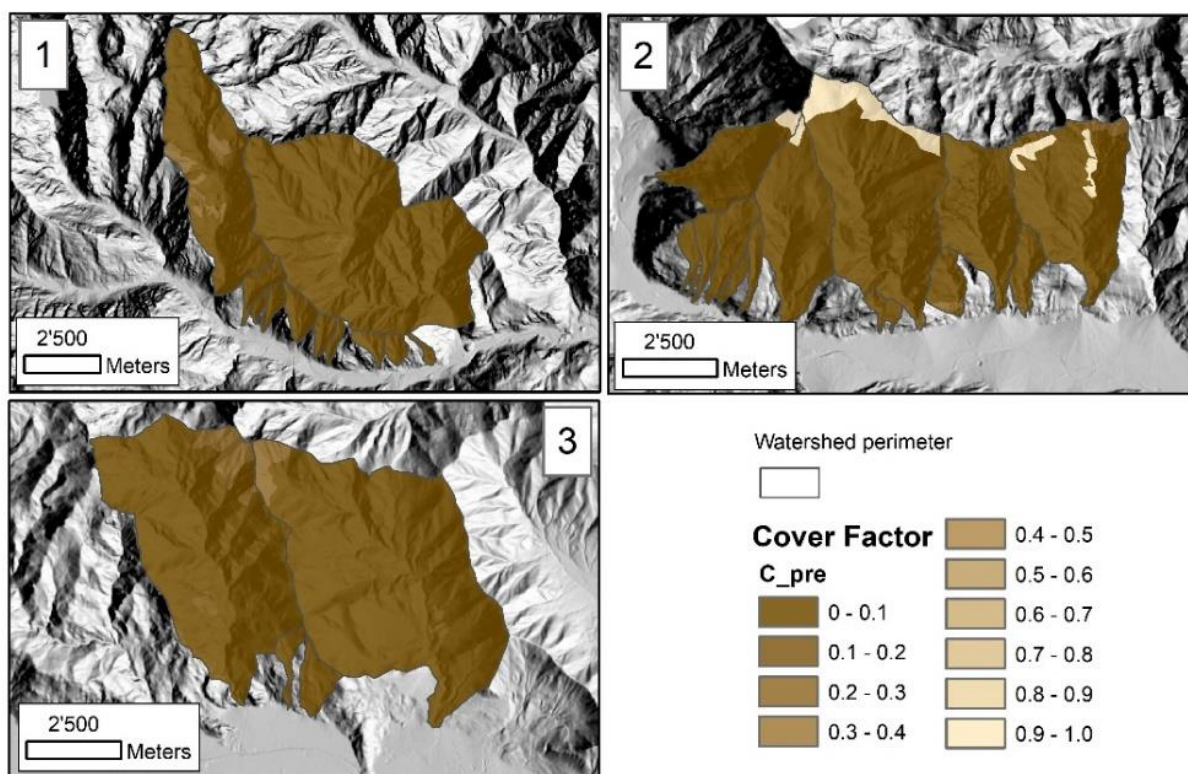 1
2
2'500
Meters
2'500
Meters
3
2'500
Meters
Watershed perimeter
Cover Factor
C_pre
0 - 0.1
0.1 - 0.2
0.2 - 0.3
0.3 - 0.4
0.4 - 0.5
0.5 - 0.6
0.6 - 0.7
0.7 - 0.8
0.8 - 0.9
0.9 - 1.0